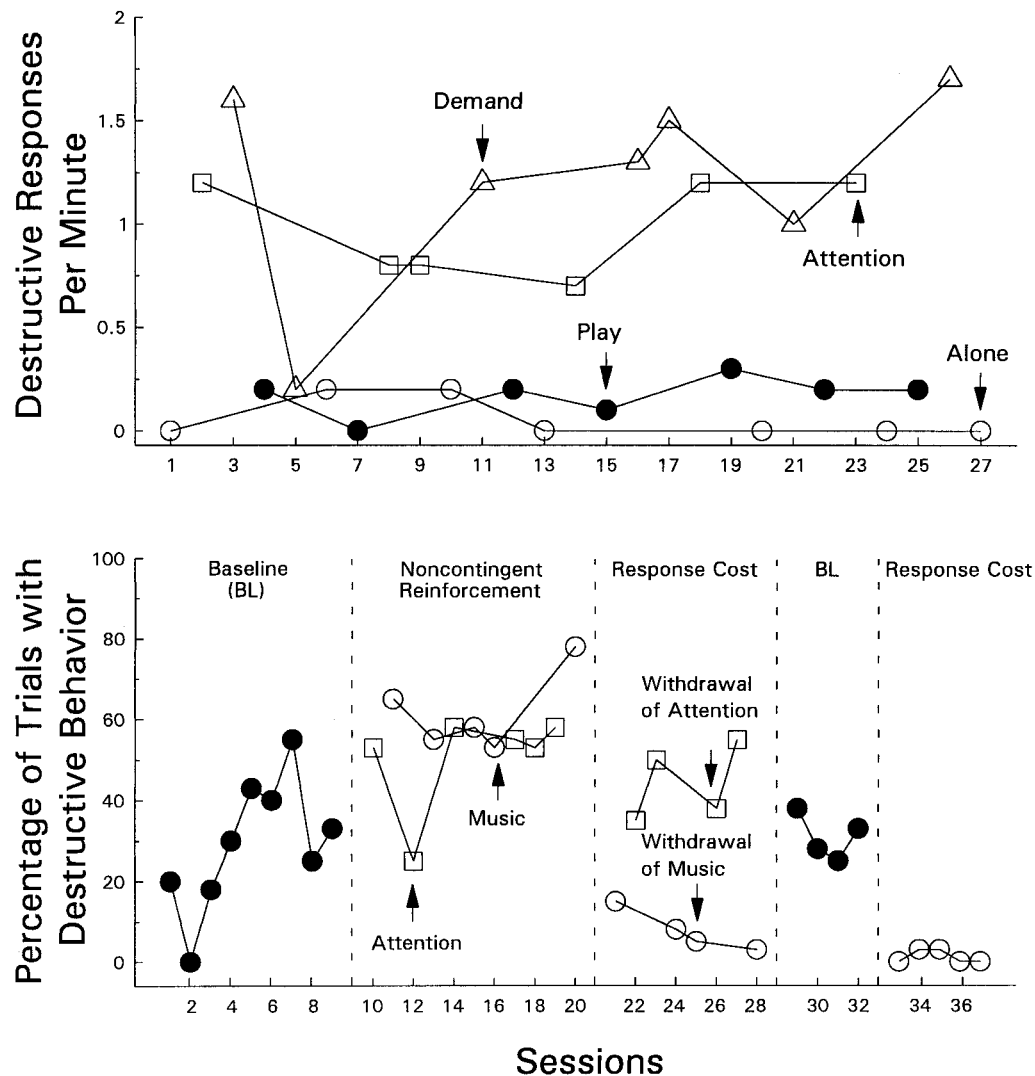 Destructive Responses
Per Minute
2
1.5
1
0.5
0
Demand
Attention
Play
Alone
1 3 5 7 9 11 13 15 17 19 21 23 25 27
Percentage of Trials with
Destructive Behavior
100
80
60
40
20
0
Baseline
(BL)
Noncontingent
Reinforcement
Response Cost
BL
Response Cost
Attention
Music
Withdrawal
of Attention
Withdrawal
of Music
2 4 6 8 10 12 14 16 18 20 22 24 26 28 30 32 34 36
Sessions